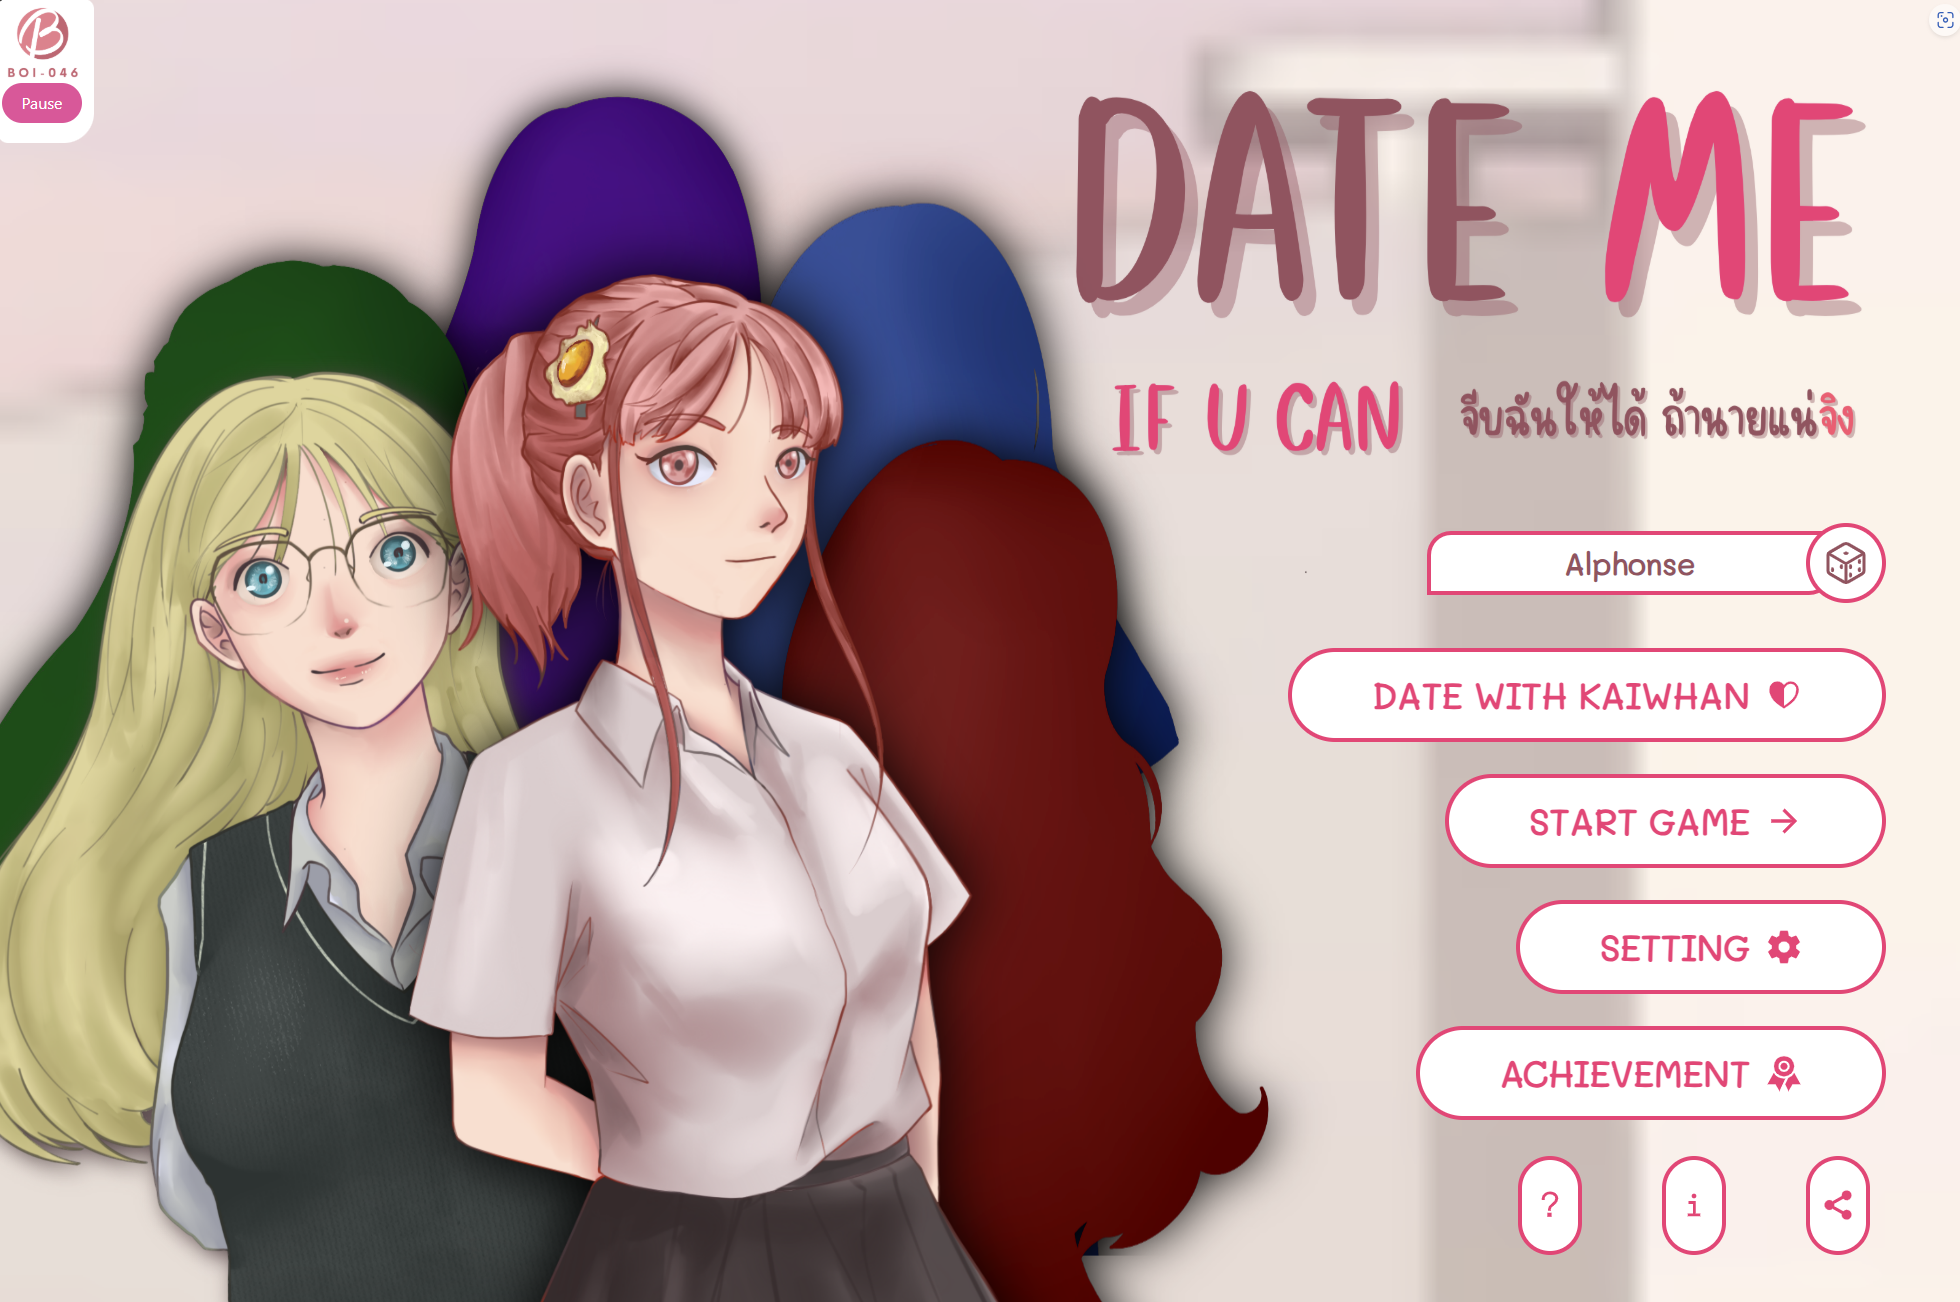 BOI-046
Pause
DATE ME
IF U CAN จีบฉันให้ได้ ถ้านายแน่จิง
Alphonse
DATE WITH KAIWHAN
START GAME
SETTING
ACHIEVEMENT
? i